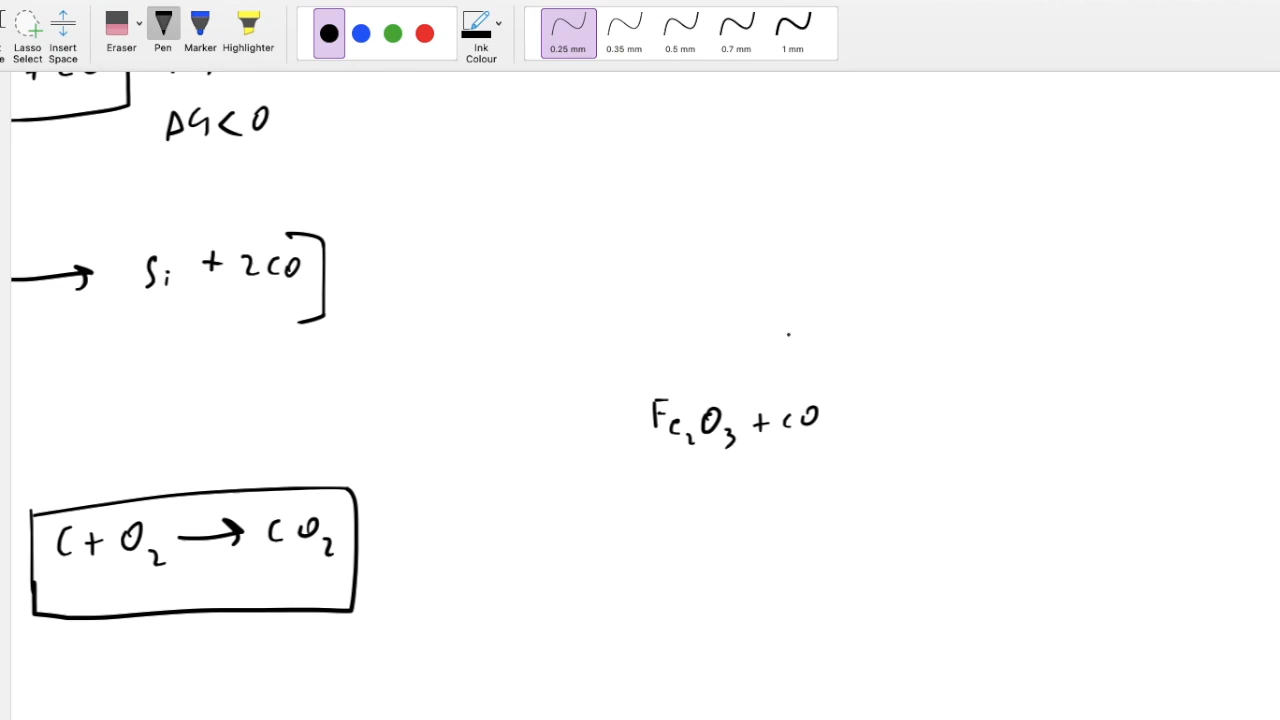 Lasso Select
Insert Space
Eraser
Pen
Marker
Highlighter
Ink Colour
0.25 mm
0.35 mm
0.5 mm
0.7 mm
1 mm
ΔG<0
→ Si + 2CO
Fe₂O₃ + CO
C + O₂ → CO₂